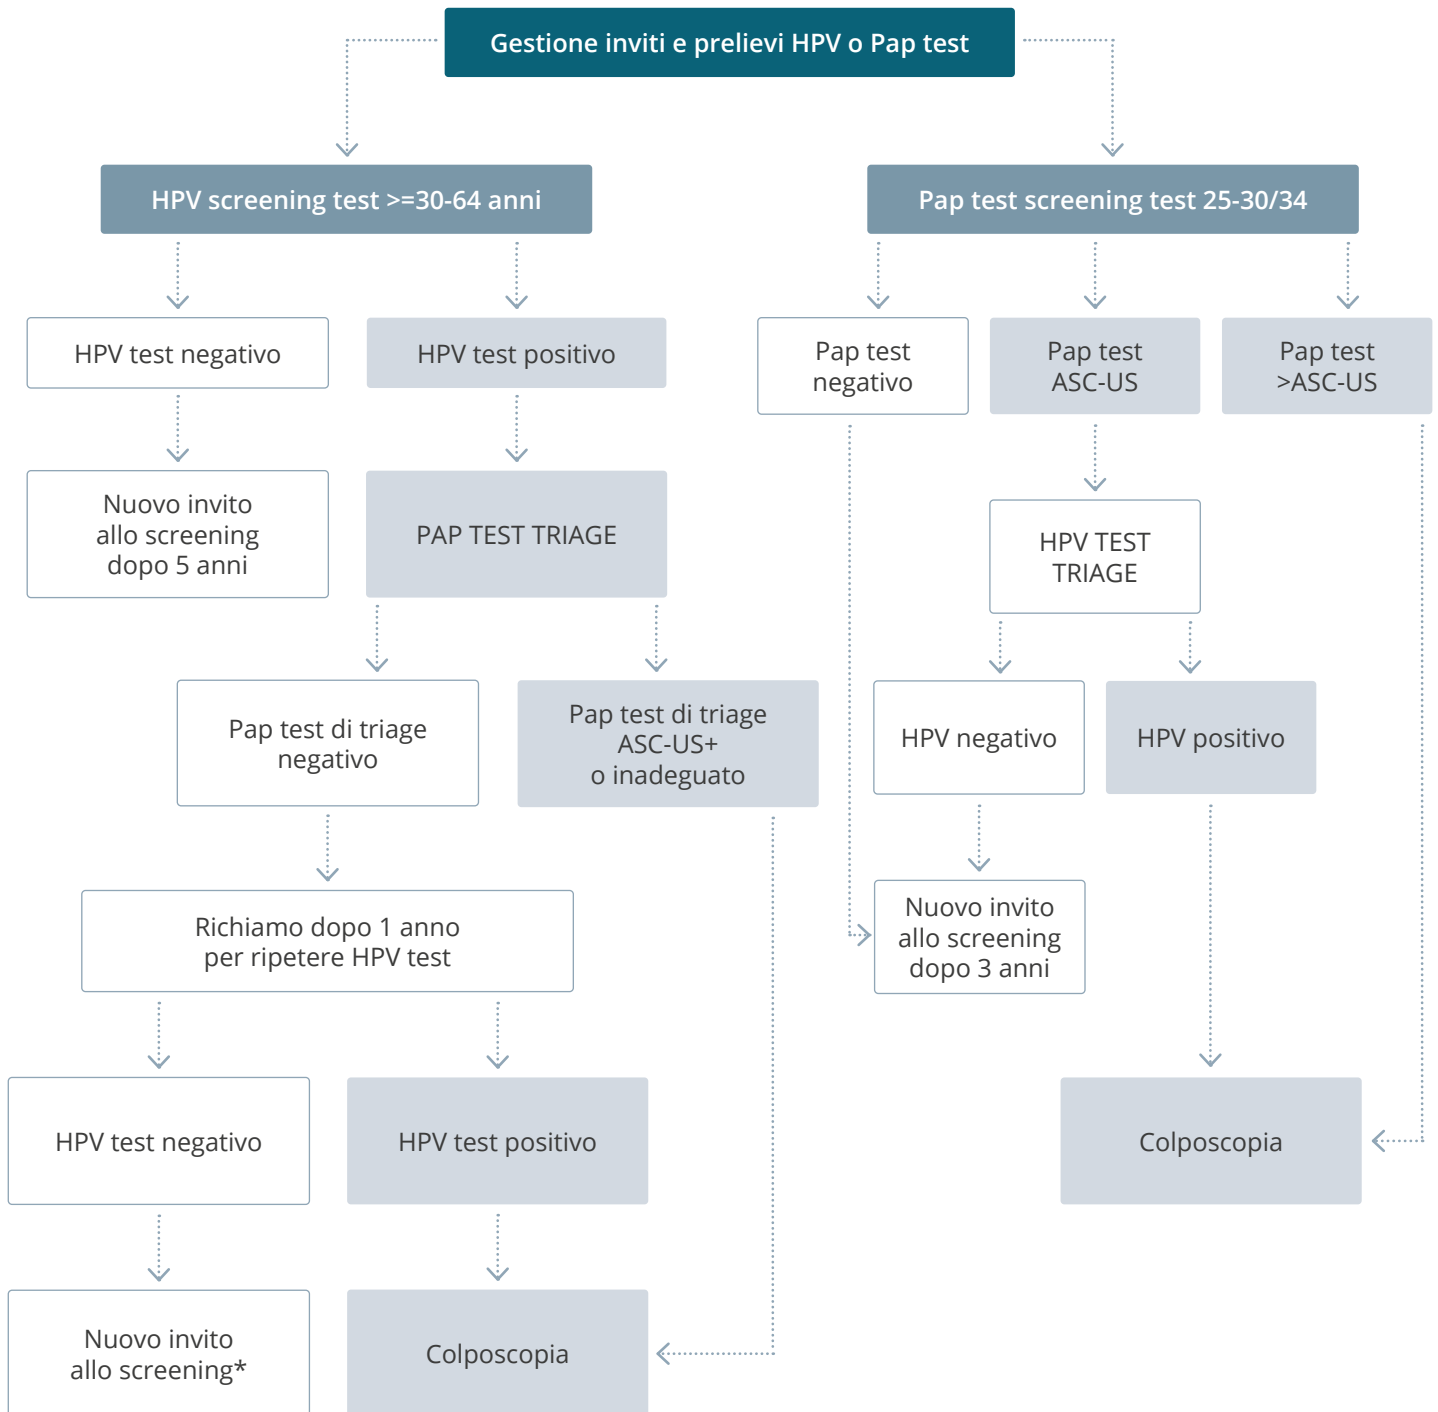 Gestione inviti e prelievi HPV o Pap test
HPV screening test >=30-64 anni
Pap test screening test 25-30/34
HPV test negativo
HPV test positivo
Pap test
negativo
Pap test
ASC-US
Pap test
>ASC-US
Nuovo invito
allo screening
dopo 5 anni
PAP TEST TRIAGE
HPV TEST
TRIAGE
Pap test di triage
negativo
Pap test di triage
ASC-US+
o inadeguato
HPV negativo
HPV positivo
Richiamo dopo 1 anno
per ripetere HPV test
Nuovo invito
allo screening
dopo 3 anni
HPV test negativo
HPV test positivo
Colposcopia
Nuovo invito
allo screening*
Colposcopia